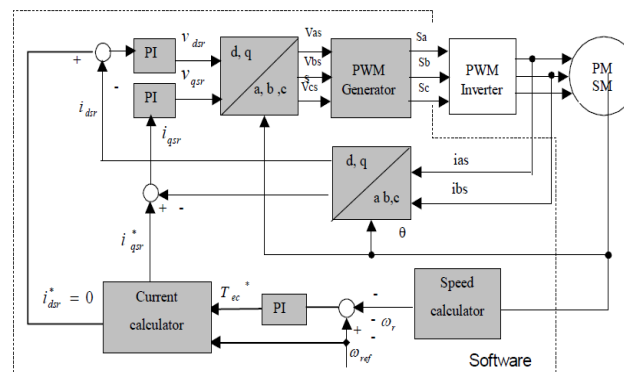 +
-
PI
v dsr
v qsr
PI
i dsr
i qsr
d, q
a, b ,c
Vas
Vbs
s
Vcs
PWM
Generator
Sa
Sb
Sc
PWM
Inverter
PM
SM
d, q
a b,c
ias
ibs
θ
+ -
i* qsr
i* dsr = 0
Current
calculator
T ec *
PI
-
- ω r
+ -
ω ref
Speed
calculator
Software